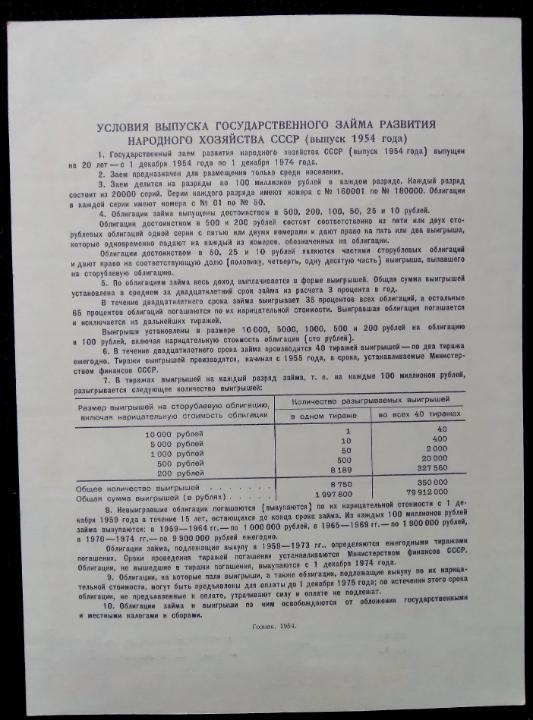 УСЛОВИЯ ВЫПУСКА ГОСУДАРСТВЕННОГО ЗАЙМА РАЗВИТИЯ
НАРОДНОГО ХОЗЯЙСТВА СССР (выпуск 1954 года)
1. Государственный заем развития народного хозяйства СССР (выпуск 1954 года) выпущен
на 20 лет — с 1 декабря 1954 года по 1 декабря 1974 года.
2. Заем предназначен для размещения только среди населения.
3. Заем делится на разряды по 100 миллионов рублей в каждом разряде. Каждый разряд
состоит из 20000 серий. Серии каждого разряда имеют номера с № 160001 по № 180000. Облигации
в каждой серии имеют номера с № 01 по № 50.
4. Облигации займа выпущены достоинством в 500, 200, 100, 50, 25 и 10 рублей.
Облигации достоинством в 500 и 200 рублей состоят соответственно из пяти или двух сто-
рублевых облигаций одной серии с пятью или двумя номерами и дают право на пять или два выигрыша,
которые одновременно падают на каждый из номеров, обозначенных на облигации.
Облигации достоинством в 50, 25 и 10 рублей являются частями сторублевых облигаций
и дают право на соответствующую долю (половину, четверть, одну десятую часть) выигрыша, выпавшего
на сторублевую облигацию.
5. По облигациям займа весь доход выплачивается в форме выигрышей. Общая сумма выигрышей
установлена в среднем за двадцатилетний срок займа из расчета 3 процента в год.
В течение двадцатилетнего срока займа выигрывает 35 процентов всех облигаций, а остальные
65 процентов облигаций погашаются по их нарицательной стоимости. Выигравшая облигация погашается
и исключается из дальнейших тиражей.
Выигрыши установлены в размере 10000, 5000, 1000, 500 и 200 рублей на облигацию
в 100 рублей, включая нарицательную стоимость облигации (сто рублей).
6. В течение двадцатилетнего срока займа производится 40 тиражей выигрышей — по два тиража
ежегодно. Тиражи выигрышей производятся, начиная с 1955 года, в сроки, устанавливаемые Министер-
ством финансов СССР.
7. В тиражах выигрышей на каждый разряд займа, т. е. на каждые 100 миллионов рублей,
разыгрывается следующее количество выигрышей:
Размер выигрышей на сторублевую облигацию, включая нарицательную стоимость облигации
Количество разыгрываемых выигрышей
в одном тираже
во всех 40 тиражах
10 000 рублей 1 40
5 000 рублей 10 400
1 000 рублей 50 2 000
500 рублей 500 20 000
200 рублей 8 189 327 560
Общее количество выигрышей . . . . . . . . 8 750 350 000
Общая сумма выигрышей (в рублях) . . . . . 1 997 800 79 912 000
8. Невыигравшие облигации погашаются (выкупаются) по их нарицательной стоимости с 1 де-
кабря 1959 года в течение 15 лет, остающихся до конца срока займа. Из каждых 100 миллионов рублей
займа выкупаются: в 1959—1964 гг.— по 1 000 000 рублей, в 1965—1969 гг.— по 1 900 000 рублей,
в 1970—1974 гг.— по 9 900 000 рублей ежегодно.
Облигации займа, подлежащие выкупу в 1959—1973 гг., определяются ежегодными тиражами
погашения. Сроки проведения тиражей погашения устанавливаются Министерством финансов СССР.
Облигации, не вышедшие в тиражи погашения, выкупаются с 1 декабря 1974 года.
9. Облигации, на которые пали выигрыши, а также облигации, подлежащие выкупу по их нарица-
тельной стоимости, могут быть предъявлены для оплаты до 1 декабря 1975 года; по истечении этого срока
облигации, не предъявленные к оплате, утрачивают силу и оплате не подлежат.
10. Облигации займа и выигрыши по ним освобождаются от обложения государственными
и местными налогами и сборами.
Гознак. 1954.